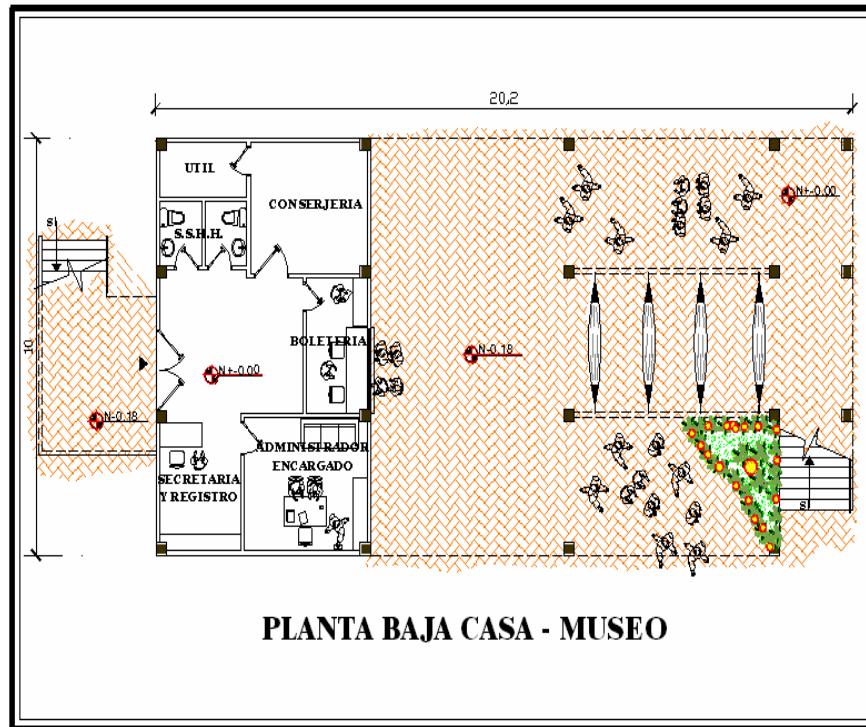 20,2
UTIL
CONSERJERIA
N+-0.00
S
S.S.H.H.
10
BOLETERIA
N-0.18
N+-0.00
N-0.18
ADMINISTRADOR
ENCARGADO
SECRETARIA
Y REGISTRO
S
PLANTA BAJA CASA - MUSEO